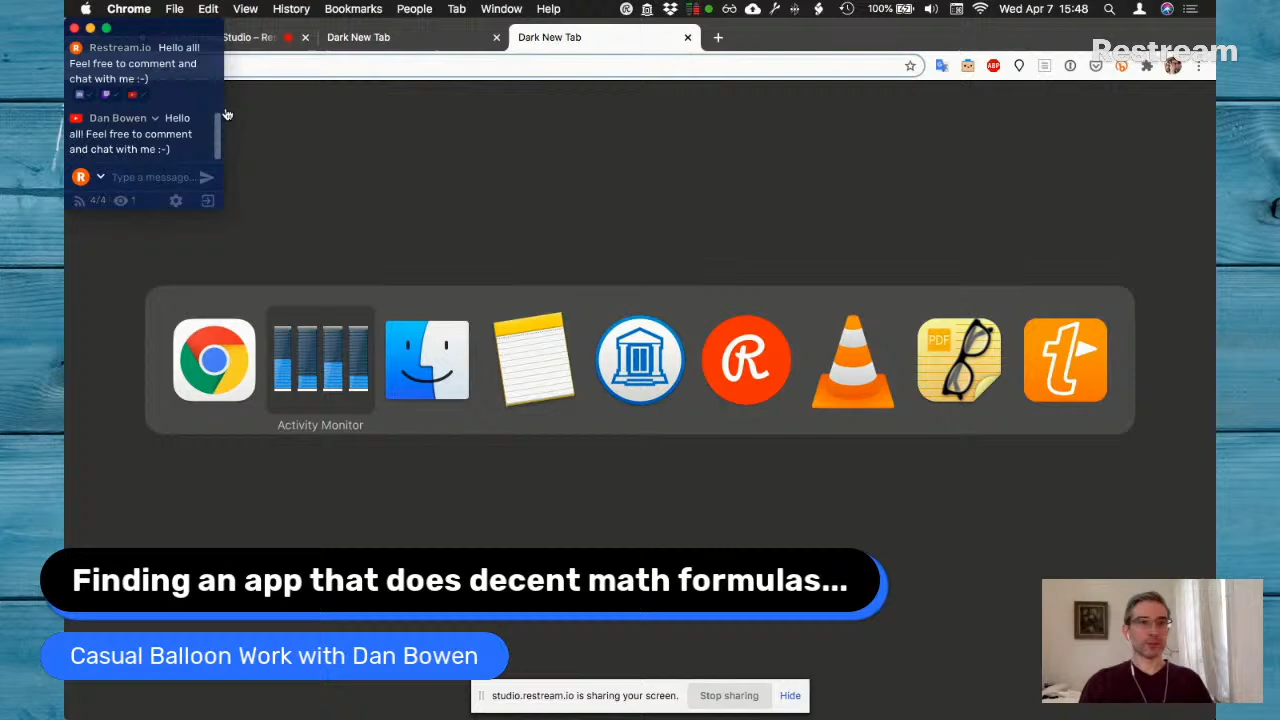 Chrome File Edit View History Bookmarks People Tab Window Help 100% Wed Apr 7 15:48
Studio – Res Dark New Tab Dark New Tab
Restream
ABP
Restream.io Hello all!
Feel free to comment and
chat with me :-)
Dan Bowen Hello
all! Feel free to comment
and chat with me :-)
R Type a message...
4/4 1
R PDF t
Activity Monitor
Finding an app that does decent math formulas...
Casual Balloon Work with Dan Bowen
studio.restream.io is sharing your screen. Stop sharing Hide